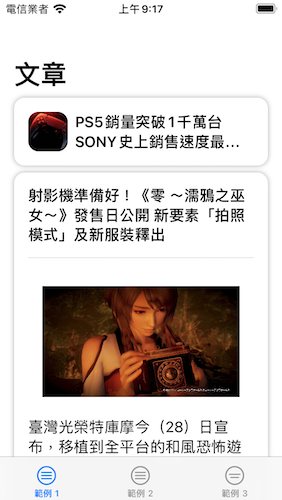 電信業者
上午9:17
文章
PS5銷量突破1千萬台
SONY史上銷售速度最...
射影機準備好！《零 ～濡鴉之巫
女～》發售日公開 新要素「拍照
模式」及新服裝釋出
臺灣光榮特庫摩今（28）日宣
布，移植到全平台的和風恐怖遊
範例 1
範例 2
範例 3